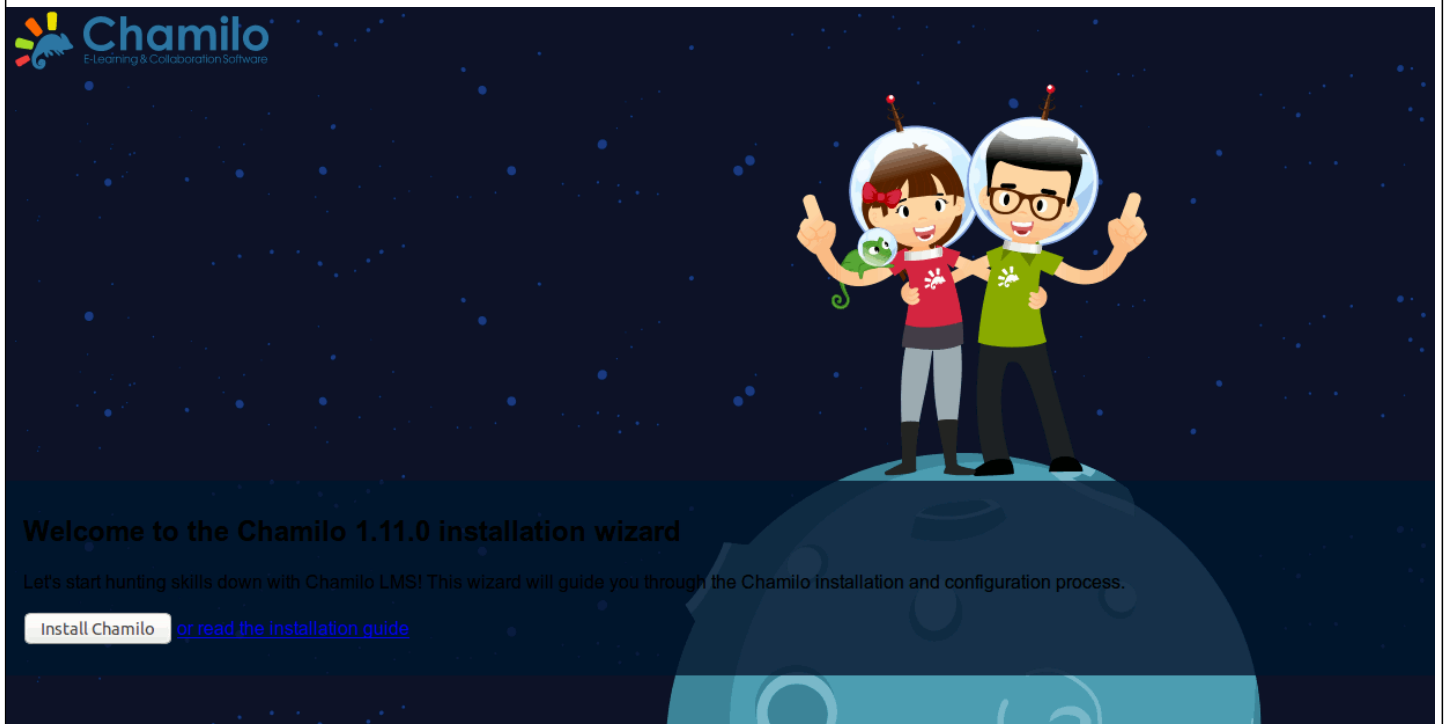 Chamilo
E-Learning & Collaboration Software
Welcome to the Chamilo 1.11.0 installation wizard
Let's start hunting skills down with Chamilo LMS! This wizard will guide you through the Chamilo installation and configuration process.
Install Chamilo or read the installation guide